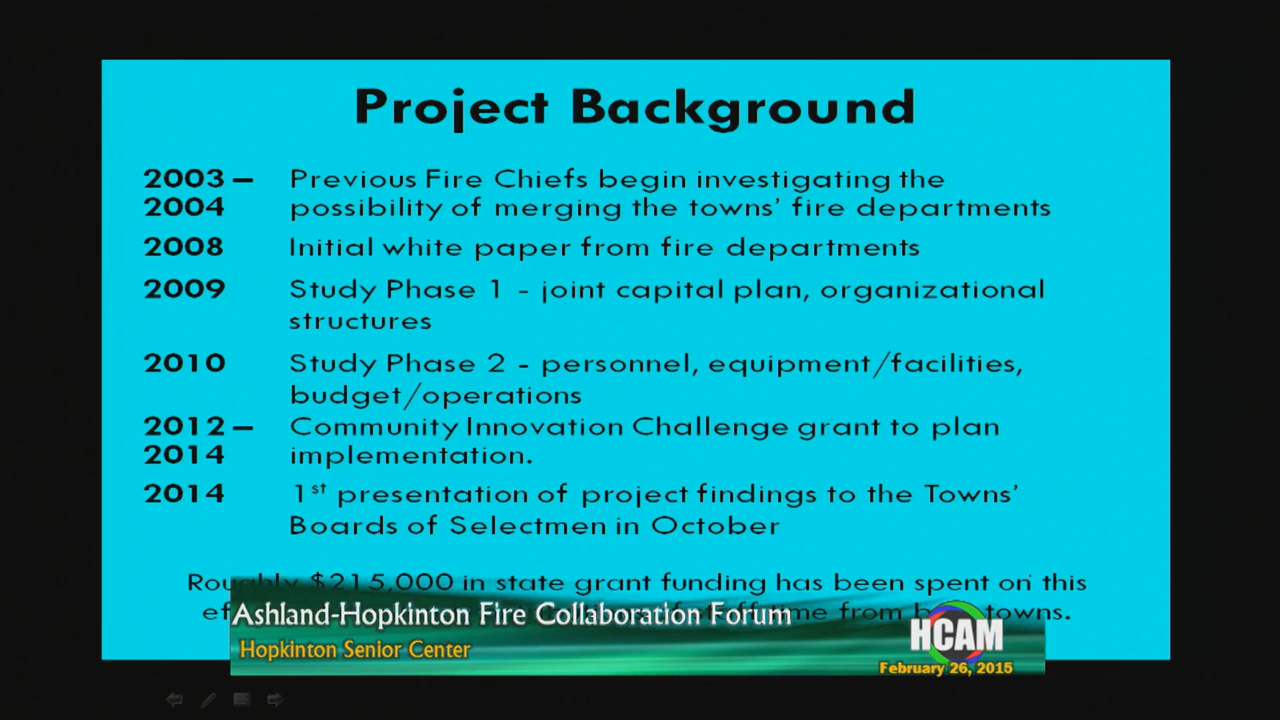 Project Background
2003 – Previous Fire Chiefs begin investigating the
2004 possibility of merging the towns' fire departments
2008 Initial white paper from fire departments
2009 Study Phase 1 - joint capital plan, organizational
structures
2010 Study Phase 2 - personnel, equipment/facilities,
budget/operations
2012 – Community Innovation Challenge grant to plan
2014 implementation.
2014 1st presentation of project findings to the Towns'
Boards of Selectmen in October
Roughly $215,000 in state grant funding has been spent on this
from towns.
Ashland-Hopkinton Fire Collaboration Forum
Hopkinton Senior Center
HCAM
February 26, 2015